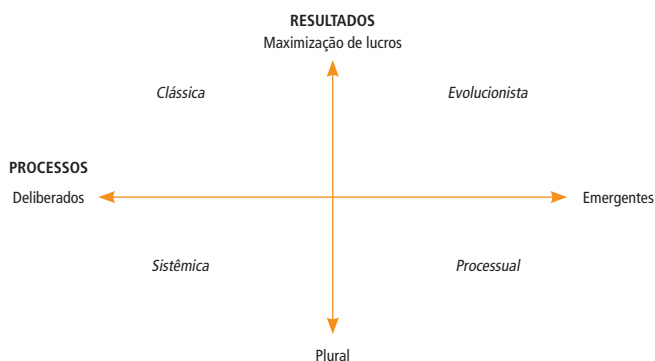 RESULTADOS
Maximização de lucros
Clássica
Evolucionista
PROCESSOS
Deliberados
Emergentes
Sistêmica
Processual
Plural